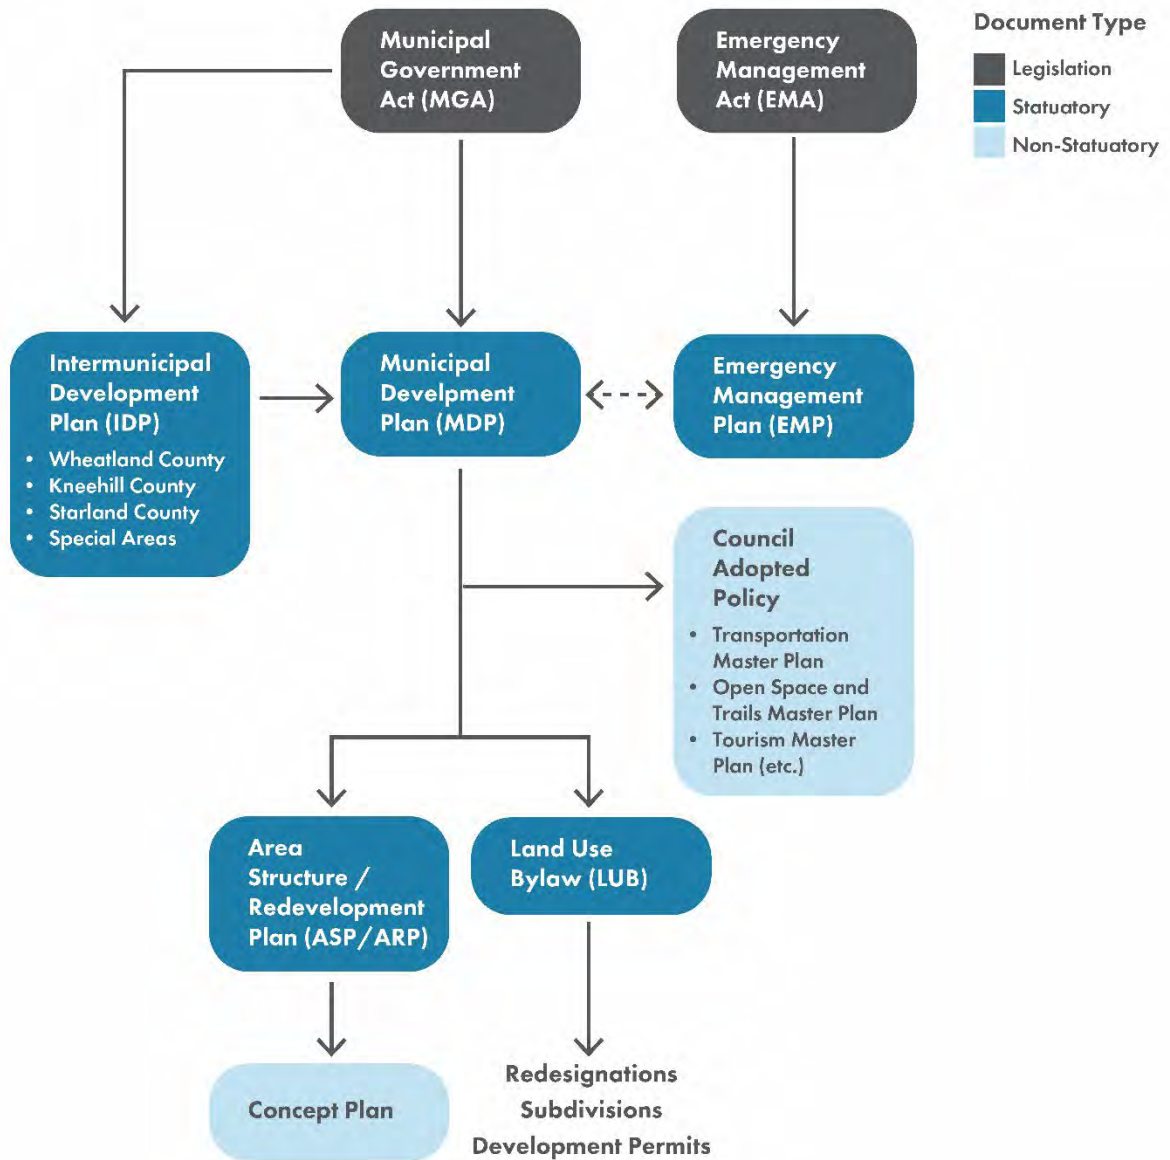 Municipal
Government
Act (MGA)
Emergency
Management
Act (EMA)
Document Type
Legislation
Statuatory
Non-Statuatory
Intermunicipal
Development
Plan (IDP)
• Wheatland County
• Kneehill County
• Starland County
• Special Areas
Municipal
Develpment
Plan (MDP)
Emergency
Management
Plan (EMP)
Council
Adopted
Policy
• Transportation
Master Plan
• Open Space and
Trails Master Plan
• Tourism Master
Plan (etc.)
Area
Structure /
Redevelopment
Plan (ASP/ARP)
Land Use
Bylaw (LUB)
Concept Plan
Redesignations
Subdivisions
Development Permits